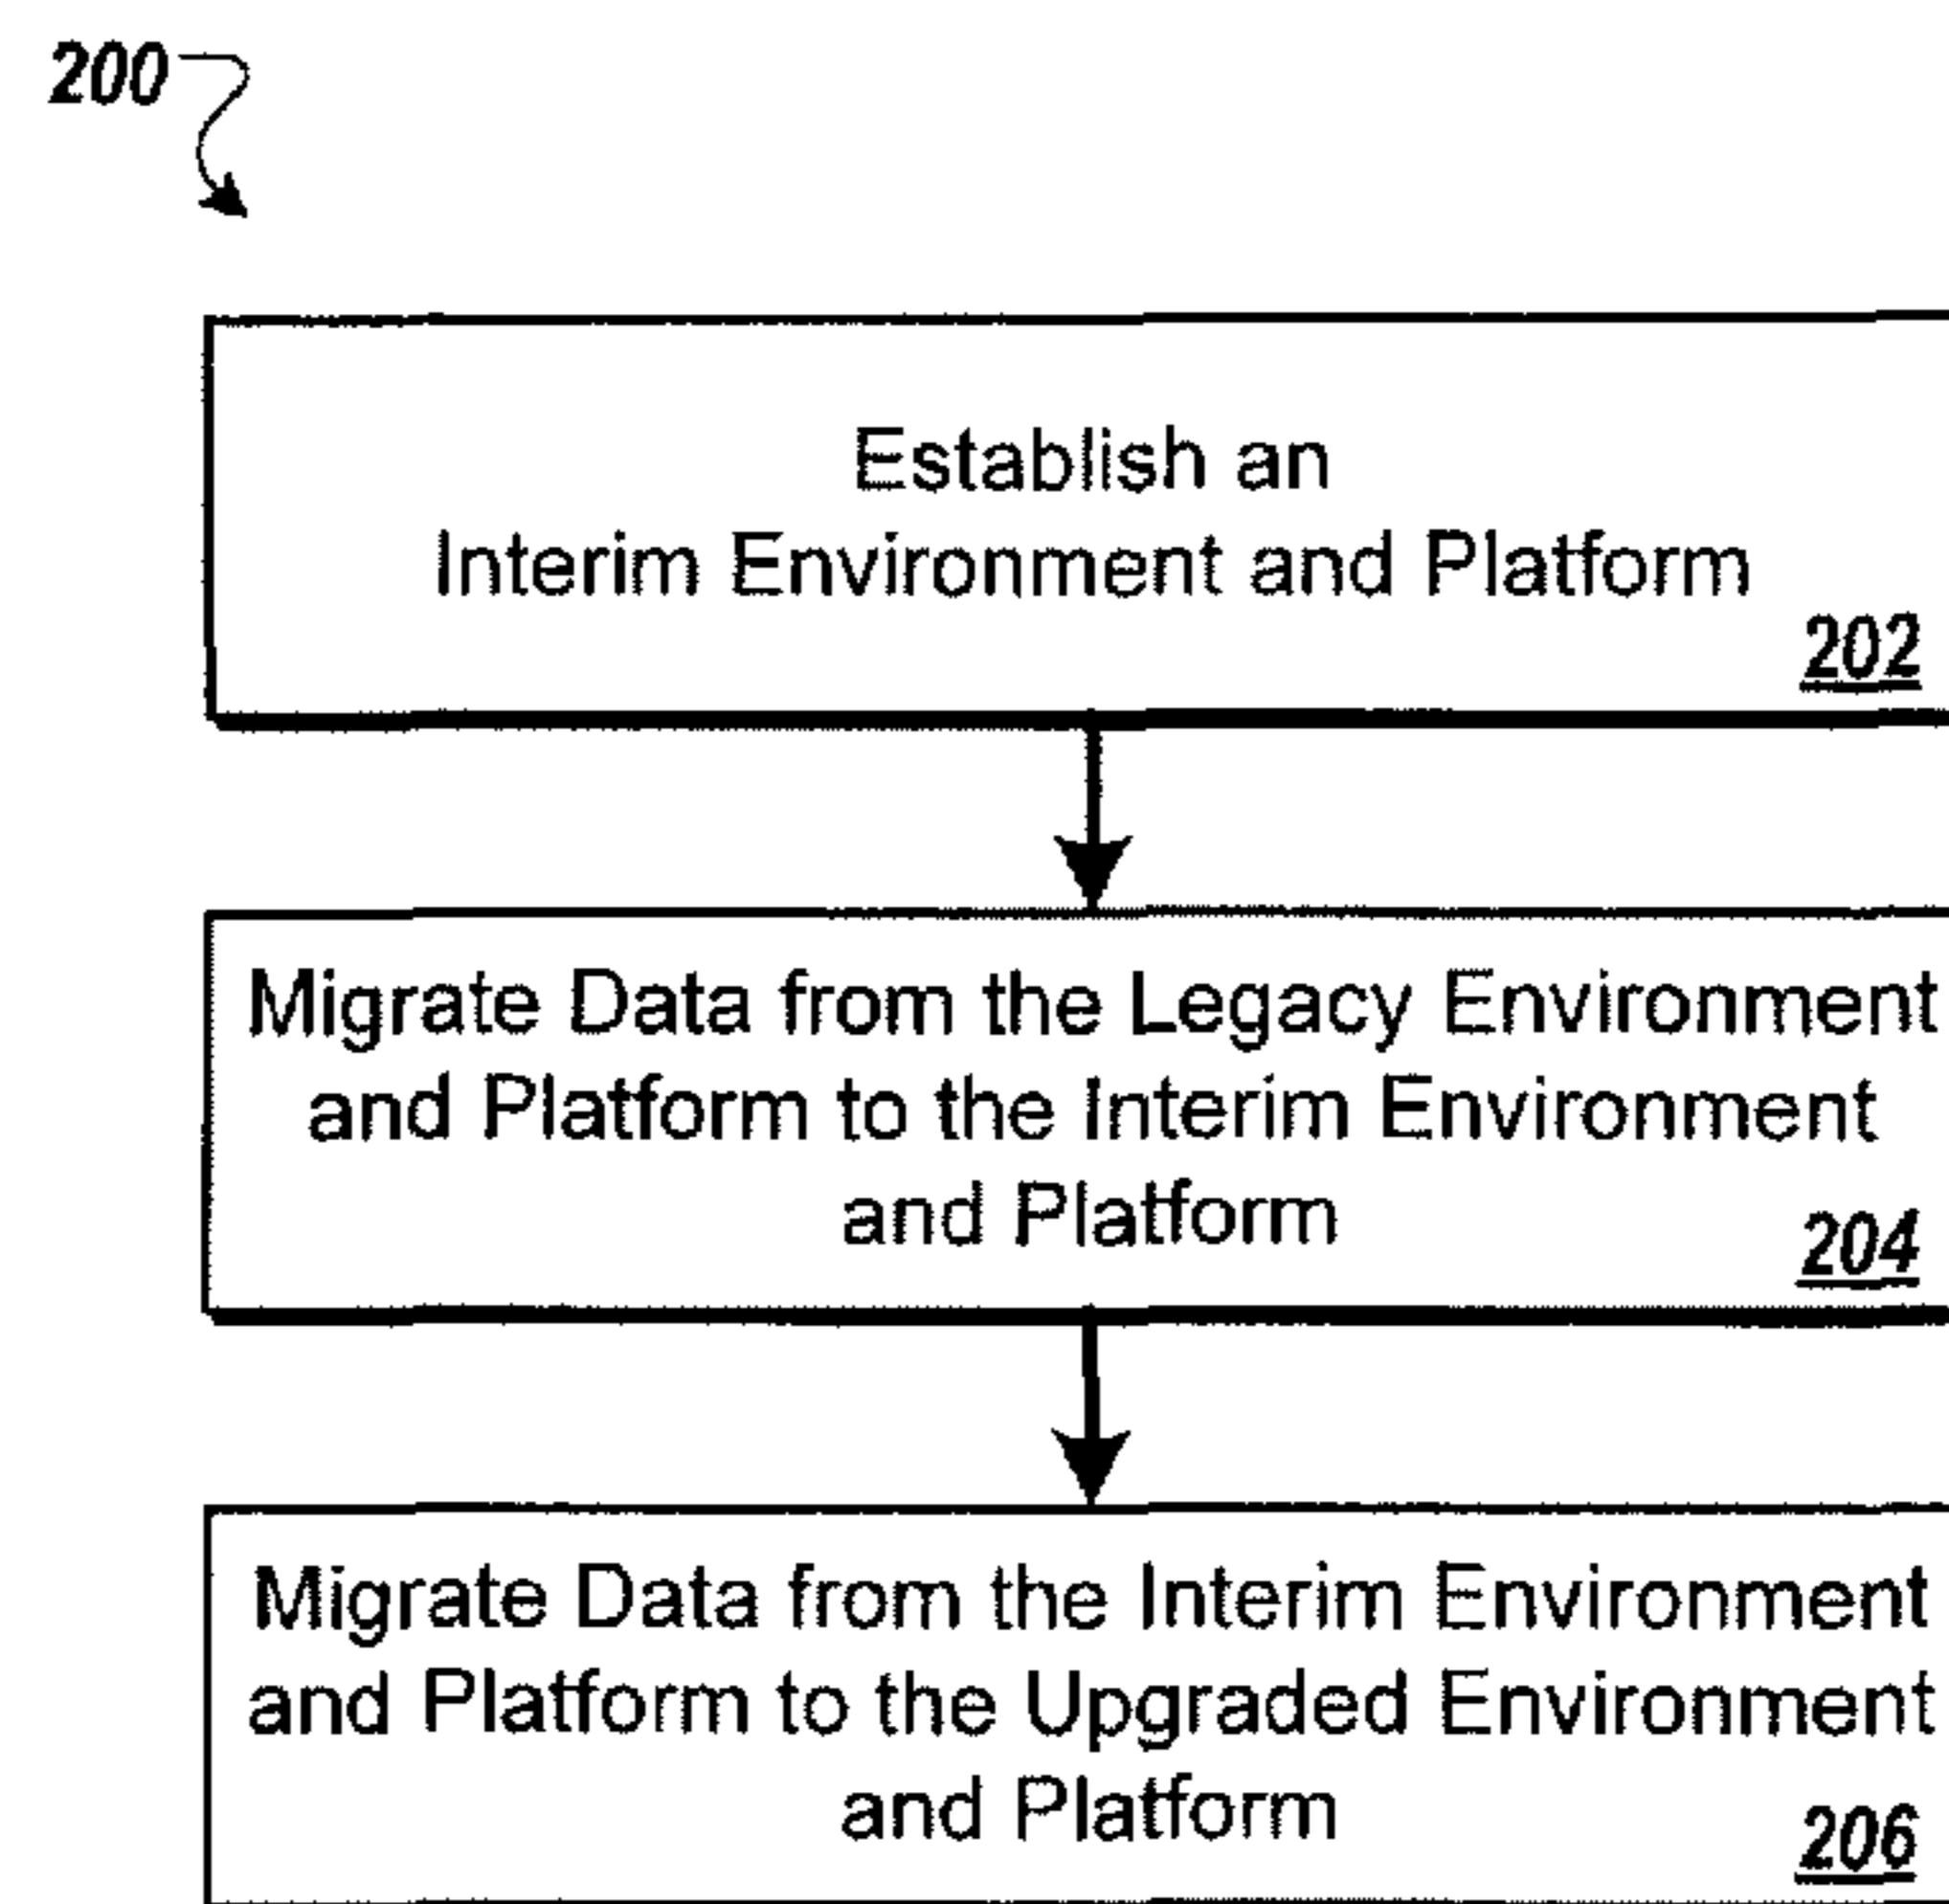 200
Establish an
Interim Environment and Platform
202
Migrate Data from the Legacy Environment
and Platform to the Interim Environment
and Platform
204
Migrate Data from the Interim Environment
and Platform to the Upgraded Environment
and Platform
206